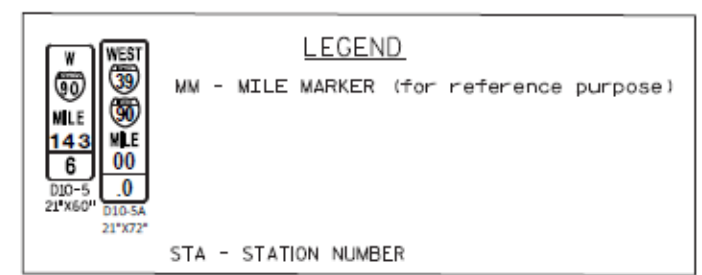 LEGEND
W
90
MILE
143
6
D10-5
21"X60"
WEST
39
90
MILE
00
.0
D10-5A
21"X72"
MM - MILE MARKER (for reference purpose)
STA - STATION NUMBER